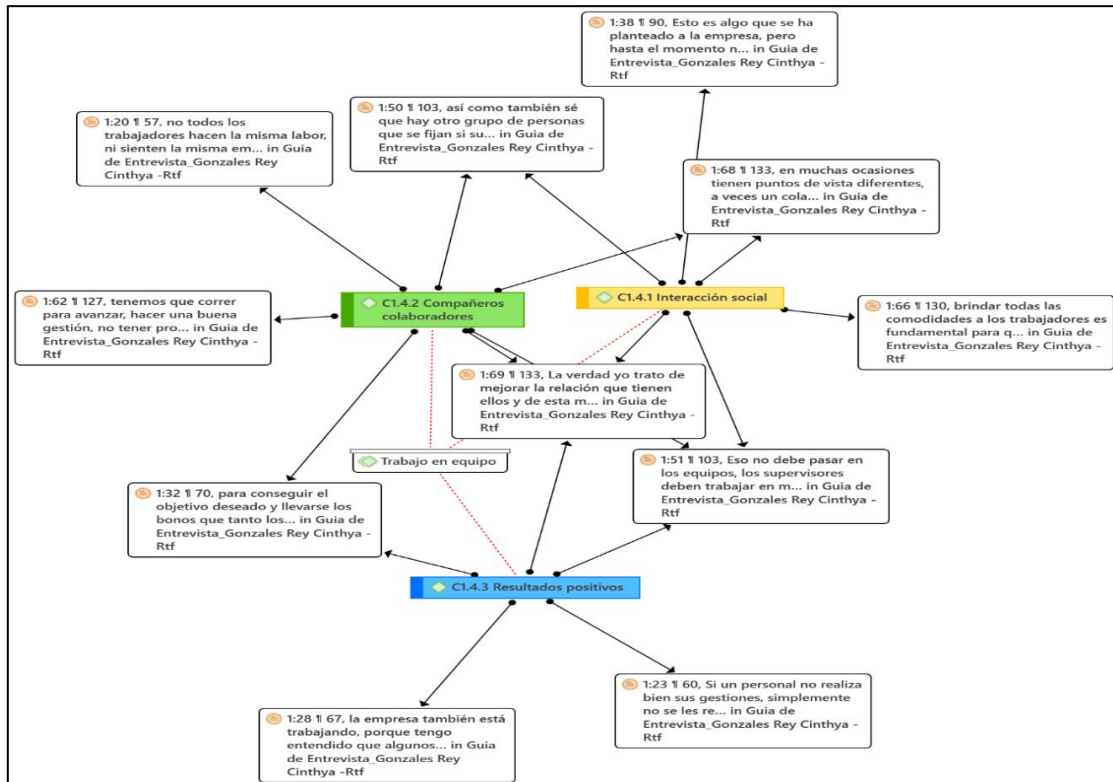 1:38 ¶ 90, Esto es algo que se ha
planteado a la empresa, pero
hasta el momento n... in Guia de
Entrevista_Gonzales Rey Cinthya -
Rtf
1:20 ¶ 57, no todos los
trabajadores hacen la misma labor,
ni sienten la misma em... in Guia
de Entrevista_Gonzales Rey
Cinthya -Rtf
1:50 ¶ 103, así como también sé
que hay otro grupo de personas
que se fijan si su... in Guia de
Entrevista_Gonzales Rey Cinthya -
Rtf
1:68 ¶ 133, en muchas ocasiones
tienen puntos de vista diferentes,
a veces un cola... in Guia de
Entrevista_Gonzales Rey Cinthya -
Rtf
1:62 ¶ 127, tenemos que correr
para avanzar, hacer una buena
gestión, no tener pro... in Guia de
Entrevista_Gonzales Rey Cinthya -
Rtf
C1.4.2 Compañeros
colaboradores
C1.4.1 Interacción social
1:66 ¶ 130, brindar todas las
comodidades a los trabajadores es
fundamental para q... in Guia de
Entrevista_Gonzales Rey Cinthya -
Rtf
1:69 ¶ 133, La verdad yo trato de
mejorar la relación que tienen
ellos y de esta m... in Guia de
Entrevista_Gonzales Rey Cinthya -
Rtf
Trabajo en equipo
1:51 ¶ 103, Eso no debe pasar en
los equipos, los supervisores
deben trabajar en m... in Guia de
Entrevista_Gonzales Rey Cinthya -
Rtf
1:32 ¶ 70, para conseguir el
objetivo deseado y llevarse los
bonos que tanto los... in Guia de
Entrevista_Gonzales Rey Cinthya -
Rtf
C1.4.3 Resultados positivos
1:23 ¶ 60, Si un personal no realiza
bien sus gestiones, simplemente
no se les re... in Guia de
Entrevista_Gonzales Rey Cinthya -
Rtf
1:28 ¶ 67, la empresa también está
trabajando, porque tengo
entendido que algunos... in Guia
de Entrevista_Gonzales Rey
Cinthya -Rtf